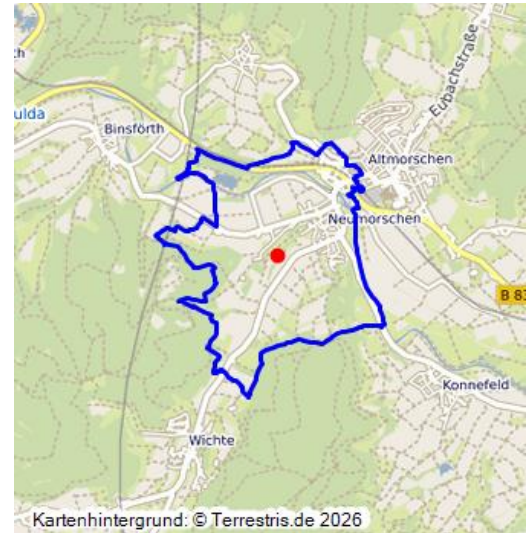 Eubachstraße
ulda
Binsförth
Altmorschen
Neumorschen
B 83
Konnefeld
Wichte
Kartenhintergrund: © Terrestris.de 2026